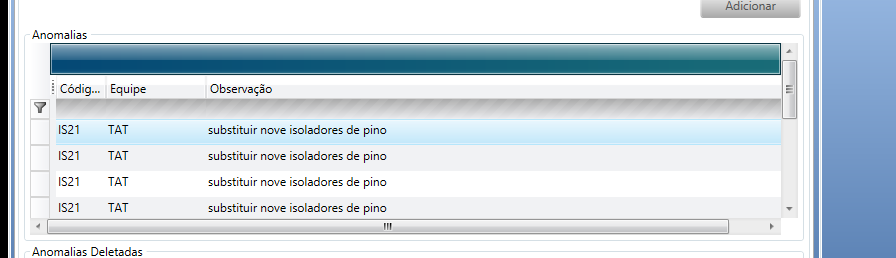 Adicionar
Anomalias
Códig... Equipe Observação
IS21 TAT substituir nove isoladores de pino
IS21 TAT substituir nove isoladores de pino
IS21 TAT substituir nove isoladores de pino
IS21 TAT substituir nove isoladores de pino
Anomalias Deletadas